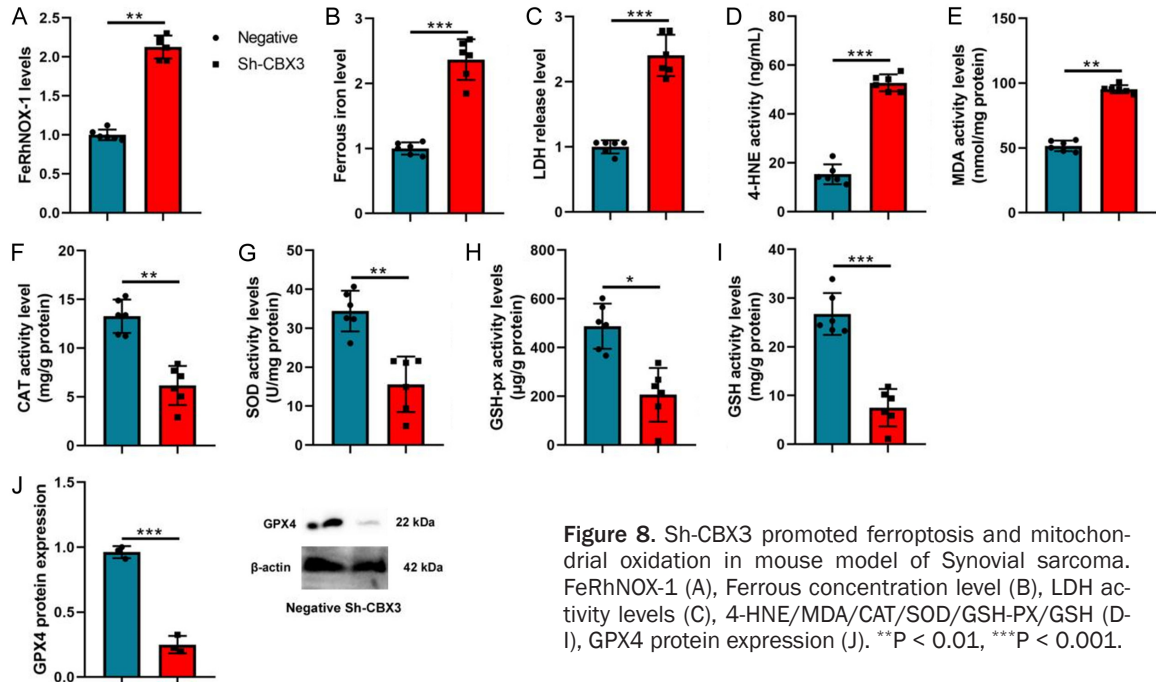 A
FeRhNOX-1 levels
2.5
2.0
1.5
1.0
0.5
0.0
**
Negative
Sh-CBX3
B
Ferrous iron level
3
2
1
0
***
C
LDH release level
3
2
1
0
***
D
4-HNE activity (ng/mL)
80
60
40
20
0
***
E
MDA activity levels
(nmol/mg protein)
150
100
50
0
**
F
CAT activity level
(mg/g protein)
20
15
10
5
0
**
G
SOD activity levels
(U/mg protein)
50
40
30
20
10
0
**
H
GSH-px activity levels
(μg/g protein)
800
600
400
200
0
*
I
GSH activity levels
(mg/g protein)
40
30
20
10
0
***
J
GPX4 protein expression
1.5
1.0
0.5
0.0
***
GPX4 22 kDa
β-actin 42 kDa
Negative Sh-CBX3
Figure 8. Sh-CBX3 promoted ferroptosis and mitochon-
drial oxidation in mouse model of Synovial sarcoma.
FeRhNOX-1 (A), Ferrous concentration level (B), LDH ac-
tivity levels (C), 4-HNE/MDA/CAT/SOD/GSH-PX/GSH (D-
I), GPX4 protein expression (J). **P < 0.01, ***P < 0.001.